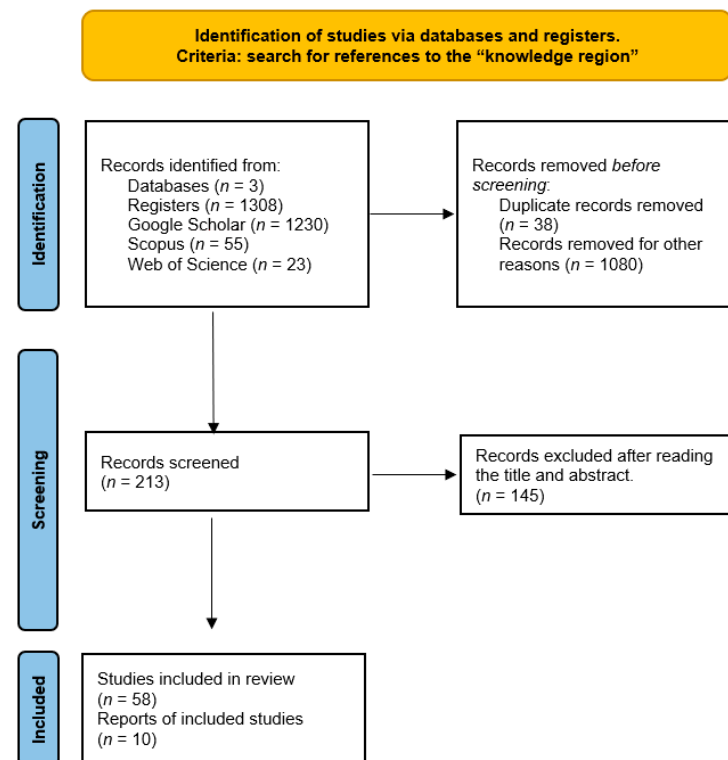 Identification of studies via databases and registers.
Criteria: search for references to the “knowledge region”
Identification
Records identified from:
Databases (n = 3)
Registers (n = 1308)
Google Scholar (n = 1230)
Scopus (n = 55)
Web of Science (n = 23)
Records removed before
screening:
Duplicate records removed
(n = 38)
Records removed for other
reasons (n = 1080)
Screening
Records screened
(n = 213)
Records excluded after reading
the title and abstract.
(n = 145)
Included
Studies included in review
(n = 58)
Reports of included studies
(n = 10)